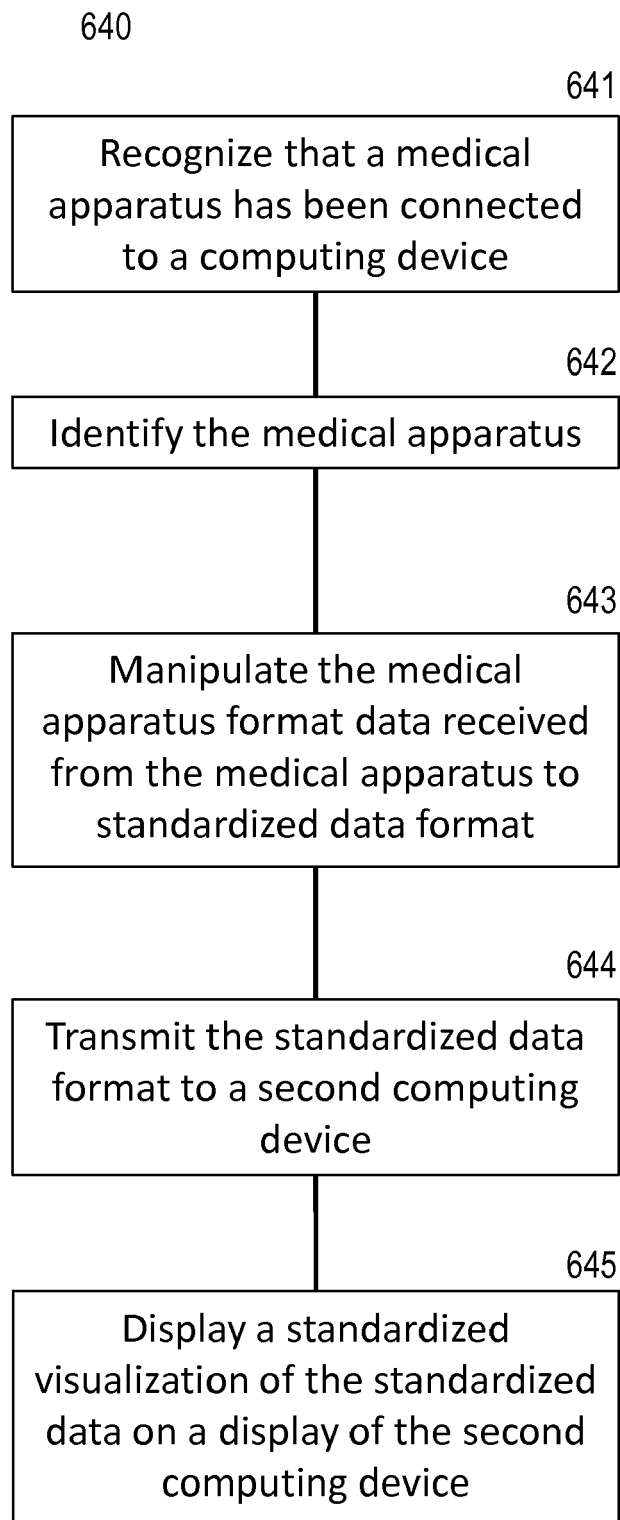 640
641
Recognize that a medical
apparatus has been connected
to a computing device
642
Identify the medical apparatus
643
Manipulate the medical
apparatus format data received
from the medical apparatus to
standardized data format
644
Transmit the standardized data
format to a second computing
device
645
Display a standardized
visualization of the standardized
data on a display of the second
computing device